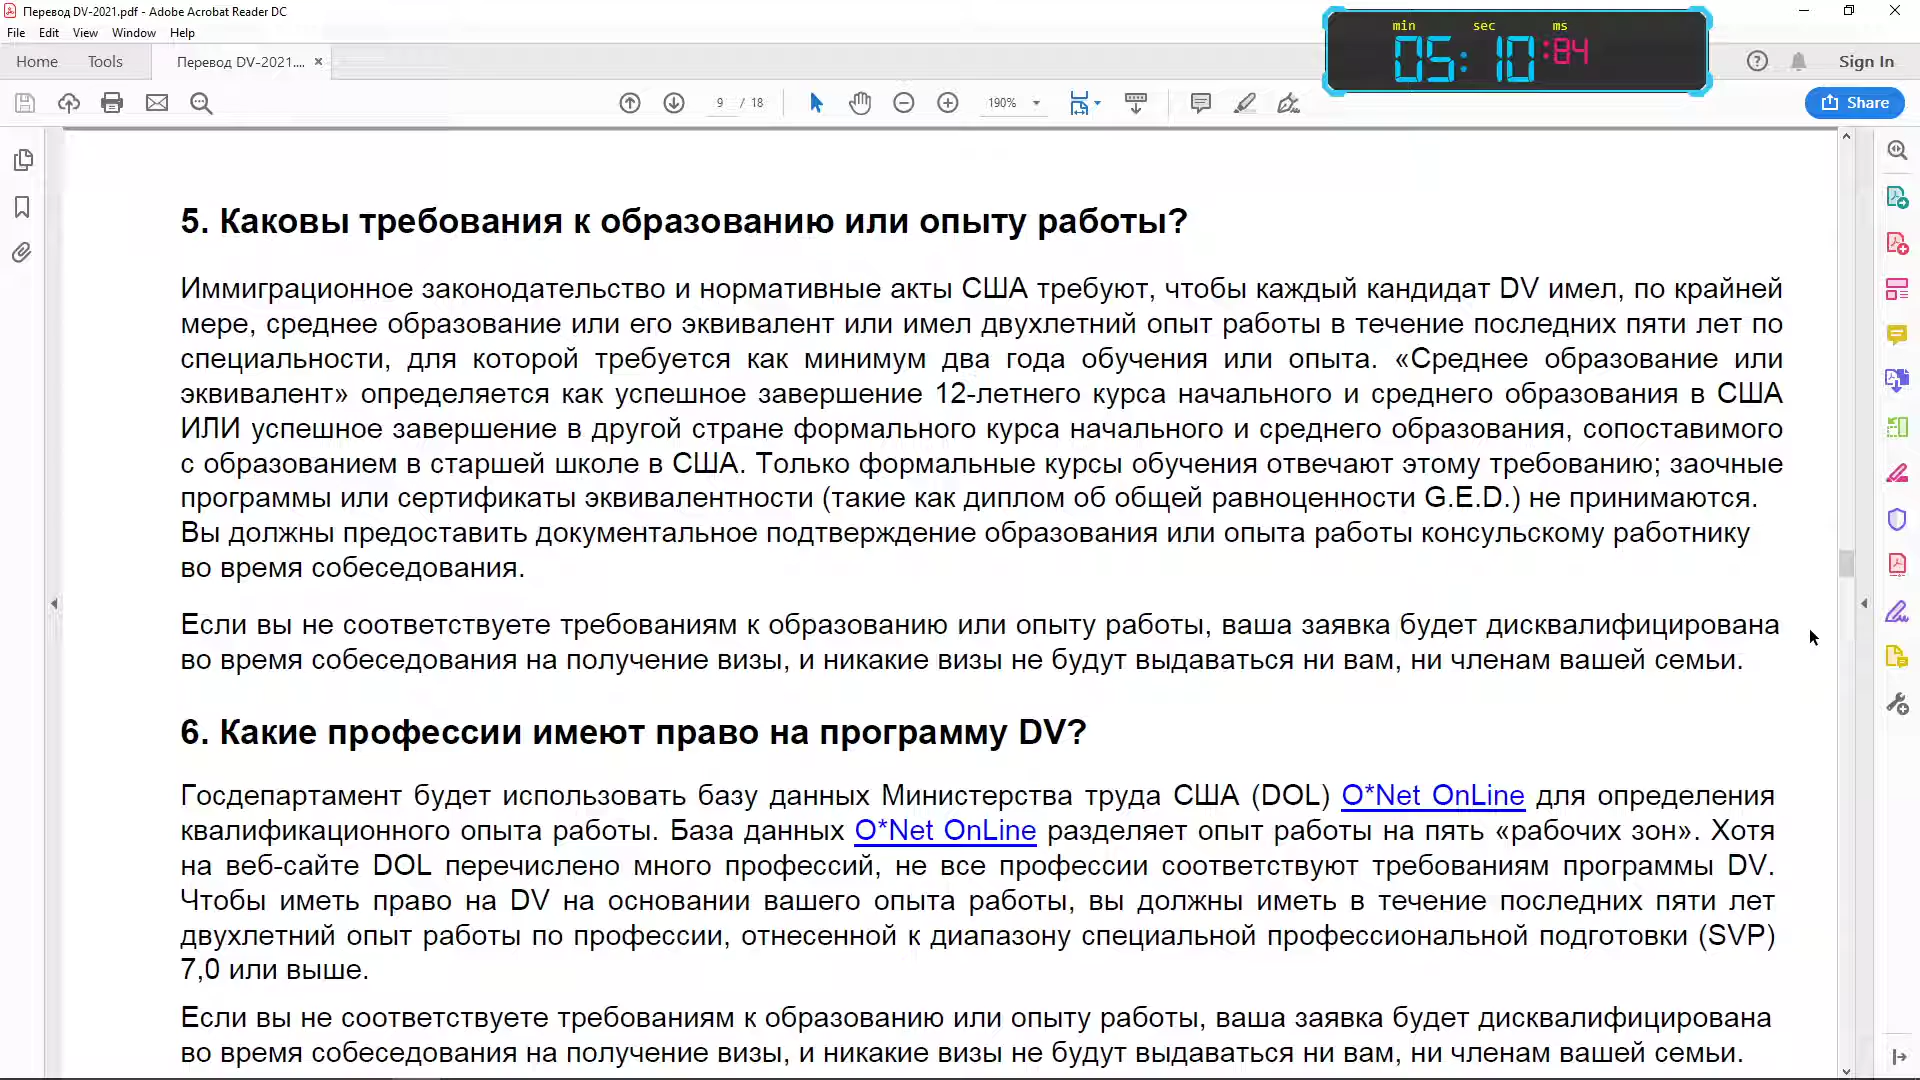 Перевод DV-2021.pdf - Adobe Acrobat Reader DC
File Edit View Window Help
min sec ms
05:10:84
Home Tools Перевод DV-2021.... × Sign In
9 / 18 190% Share
5. Каковы требования к образованию или опыту работы?
Иммиграционное законодательство и нормативные акты США требуют, чтобы каждый кандидат DV имел, по крайней
мере, среднее образование или его эквивалент или имел двухлетний опыт работы в течение последних пяти лет по
специальности, для которой требуется как минимум два года обучения или опыта. «Среднее образование или
эквивалент» определяется как успешное завершение 12-летнего курса начального и среднего образования в США
ИЛИ успешное завершение в другой стране формального курса начального и среднего образования, сопоставимого
с образованием в старшей школе в США. Только формальные курсы обучения отвечают этому требованию; заочные
программы или сертификаты эквивалентности (такие как диплом об общей равноценности G.E.D.) не принимаются.
Вы должны предоставить документальное подтверждение образования или опыта работы консульскому работнику
во время собеседования.
Если вы не соответствуете требованиям к образованию или опыту работы, ваша заявка будет дисквалифицирована
во время собеседования на получение визы, и никакие визы не будут выдаваться ни вам, ни членам вашей семьи.
6. Какие профессии имеют право на программу DV?
Госдепартамент будет использовать базу данных Министерства труда США (DOL) O*Net OnLine для определения
квалификационного опыта работы. База данных O*Net OnLine разделяет опыт работы на пять «рабочих зон». Хотя
на веб-сайте DOL перечислено много профессий, не все профессии соответствуют требованиям программы DV.
Чтобы иметь право на DV на основании вашего опыта работы, вы должны иметь в течение последних пяти лет
двухлетний опыт работы по профессии, отнесенной к диапазону специальной профессиональной подготовки (SVP)
7,0 или выше.
Если вы не соответствуете требованиям к образованию или опыту работы, ваша заявка будет дисквалифицирована
во время собеседования на получение визы, и никакие визы не будут выдаваться ни вам, ни членам вашей семьи.